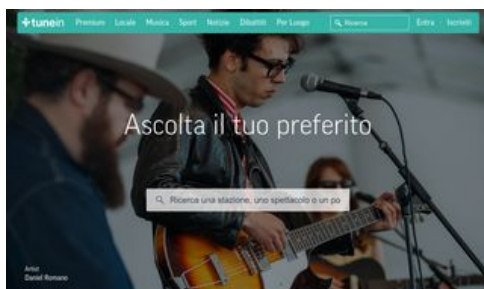 tunein Premium Locale Musica Sport Notizie Dibattiti Per Luogo Ricerca Entra Iscriviti
Ascolta il tuo preferito
Ricerca una stazione, uno spettacolo o un po
Artist
Daniel Romano